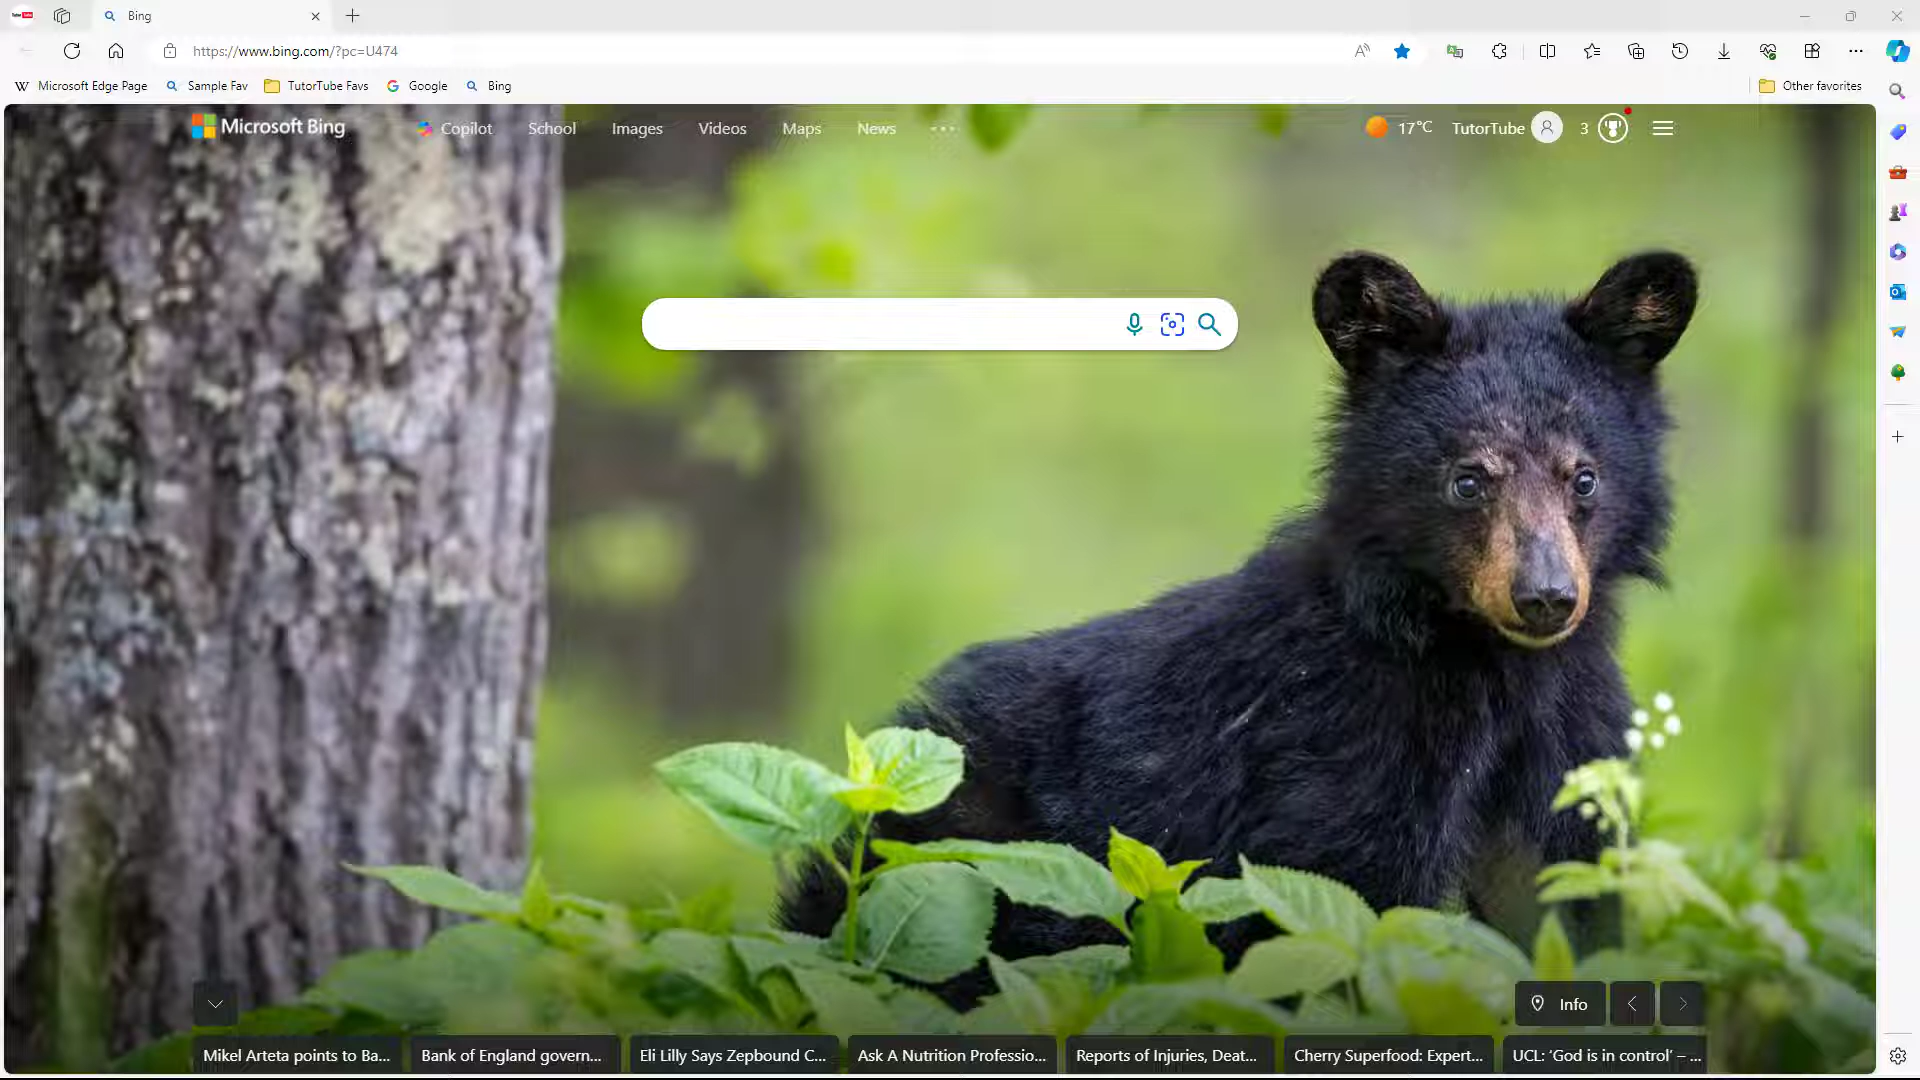 Bing
https://www.bing.com/?pc=U474
Microsoft Edge Page
Sample Fav
TutorTube Favs
Google
Bing
Other favorites
Microsoft Bing
Copilot
School
Images
Videos
Maps
News
17°C
TutorTube
3
Info
Mikel Arteta points to Ba...
Bank of England govern...
Eli Lilly Says Zepbound C...
Ask A Nutrition Professio...
Reports of Injuries, Deat...
Cherry Superfood: Expert...
UCL: ‘God is in control’ – ...